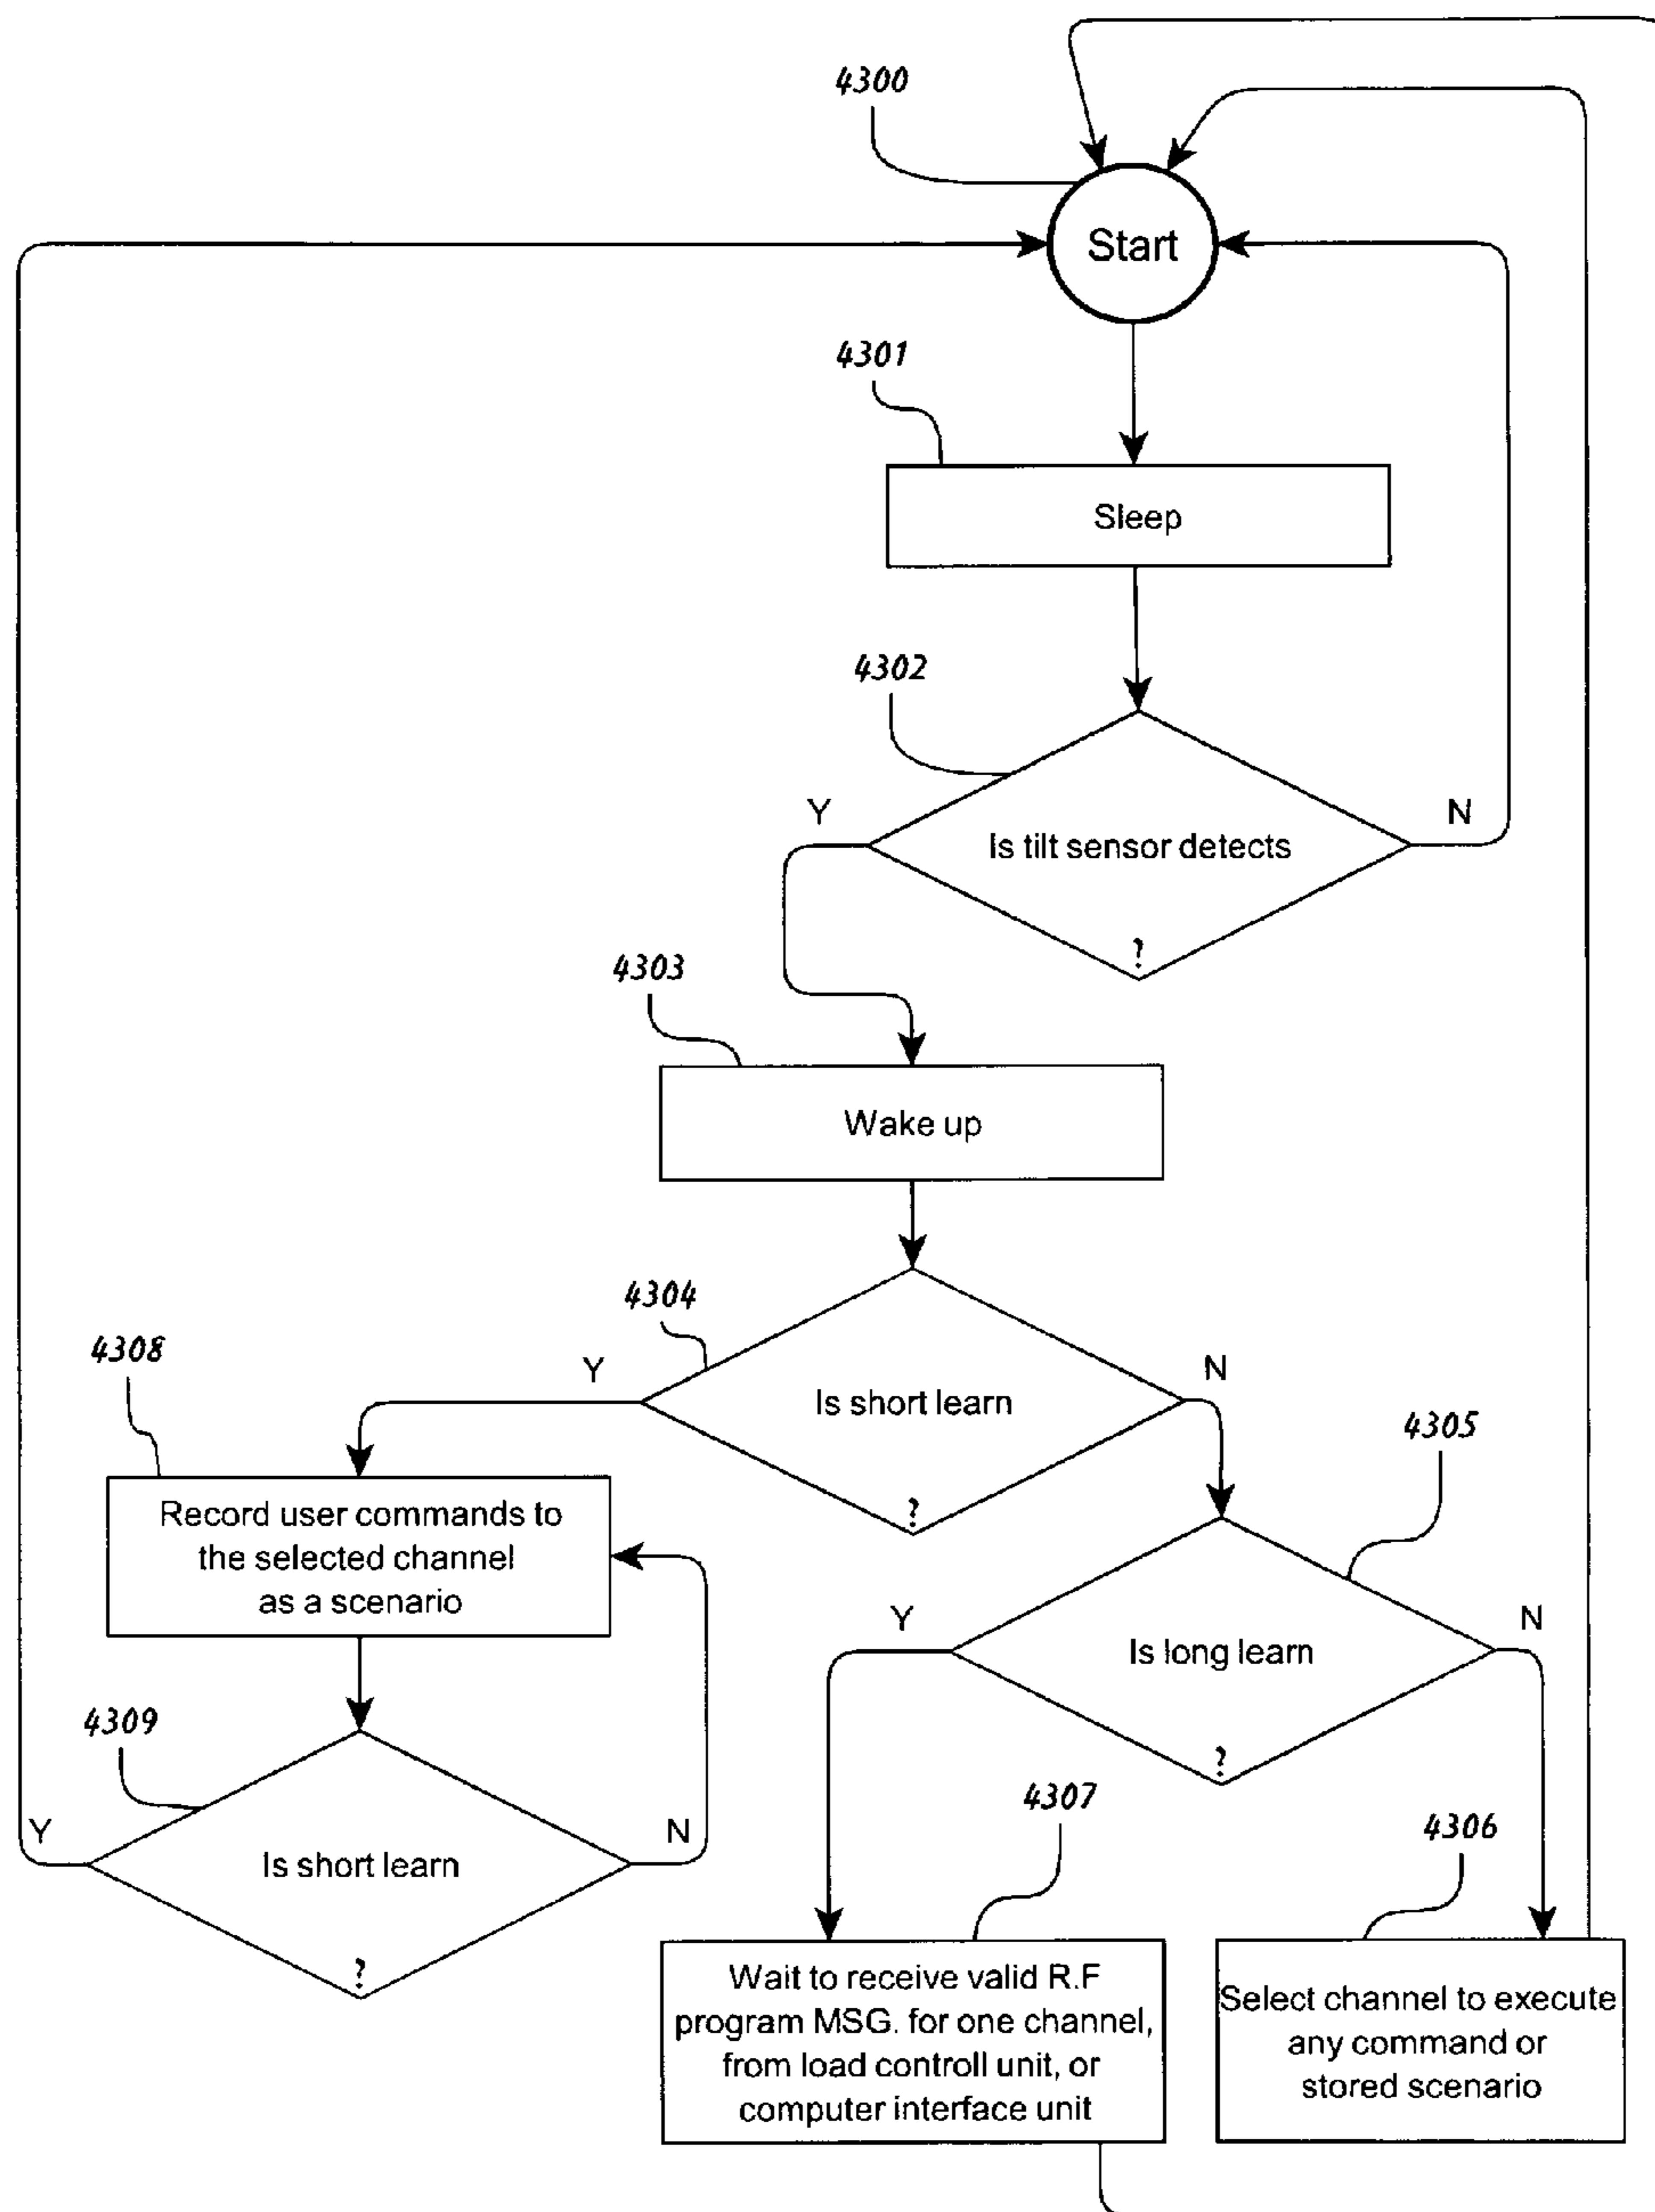 4300
Start
4301
Sleep
4302
Y
N
Is tilt sensor detects
?
4303
Wake up
4304
Y
N
Is short learn
?
4308
Record user commands to
the selected channel
as a scenario
4305
Y
N
Is long learn
?
4309
Y
N
Is short learn
?
4307
Wait to receive valid R.F
program MSG. for one channel,
from load controll unit, or
computer interface unit
4306
Select channel to execute
any command or
stored scenario